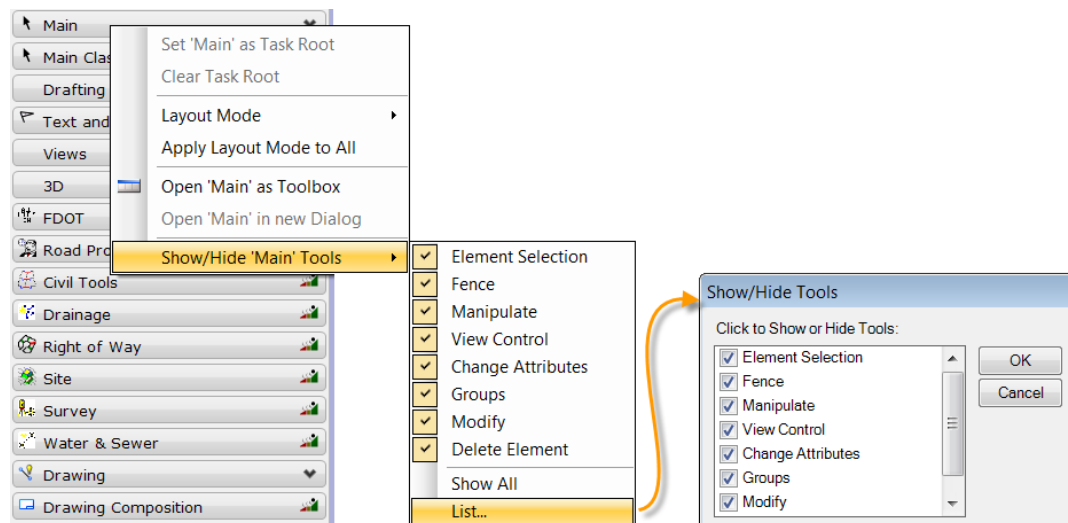 Main
Main Clas
Drafting
Text and
Views
3D
FDOT
Road Pro
Civil Tools
Drainage
Right of Way
Site
Survey
Water & Sewer
Drawing
Drawing Composition
Set 'Main' as Task Root
Clear Task Root
Layout Mode
Apply Layout Mode to All
Open 'Main' as Toolbox
Open 'Main' in new Dialog
Show/Hide 'Main' Tools
Element Selection
Fence
Manipulate
View Control
Change Attributes
Groups
Modify
Delete Element
Show All
List...
Show/Hide Tools
Click to Show or Hide Tools:
Element Selection
Fence
Manipulate
View Control
Change Attributes
Groups
Modify
OK
Cancel